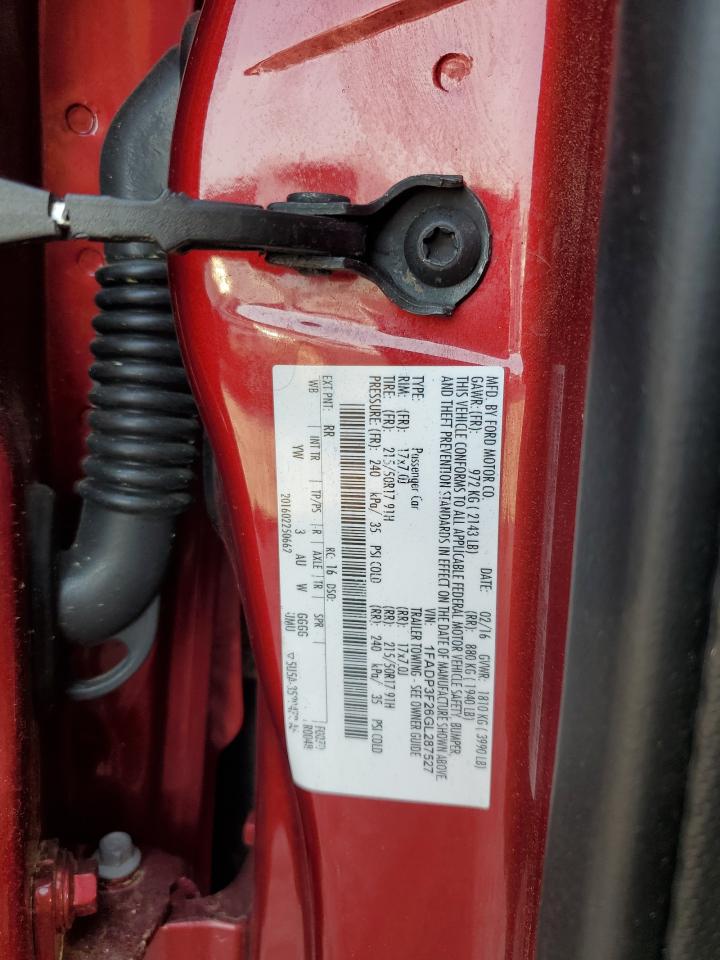 MFD. BY FORD MOTOR CO.
DATE: 02/16 GVWR: 1810 KG ( 3990 LB)
GAWR: (FR): 972 KG ( 2143 LB) (RR): 880 KG ( 1940 LB)
THIS VEHICLE CONFORMS TO ALL APPLICABLE FEDERAL MOTOR VEHICLE SAFETY, BUMPER,
AND THEFT PREVENTION STANDARDS IN EFFECT ON THE DATE OF MANUFACTURE SHOWN ABOVE.
VIN: 1FADP3F26GL287527
TYPE: Passenger Car TRAILER TOWING - SEE OWNER GUIDE
RIM: (FR): 17x7.0J (RR): 17x7.0J
TIRE: (FR): 215/50R17 91H (RR): 215/50R17 91H
PRESSURE: (FR): 240 kPa/ 35 PSI COLD (RR): 240 kPa/ 35 PSI COLD
EXT PNT: RR RC: 16 DSO:
WB INT TR TP/PS R AXLE TR SPR
YW 3 AU W GGGG
201602250662 UMU